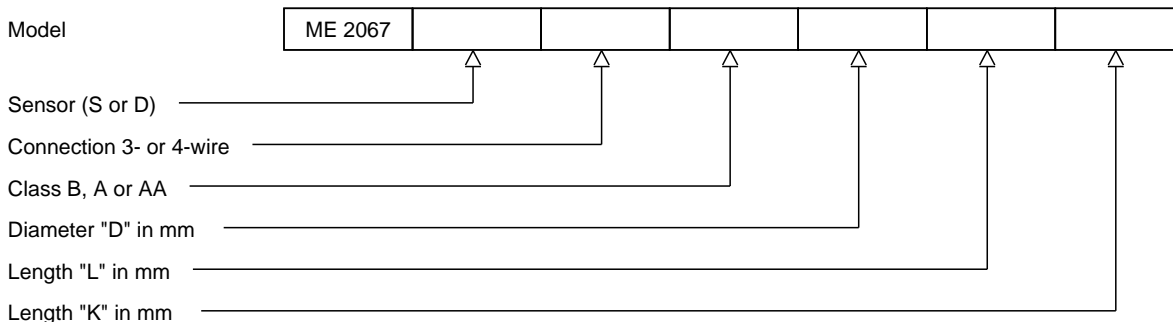 Model ME 2067
Sensor (S or D)
Connection 3- or 4-wire
Class B, A or AA
Diameter "D" in mm
Length "L" in mm
Length "K" in mm